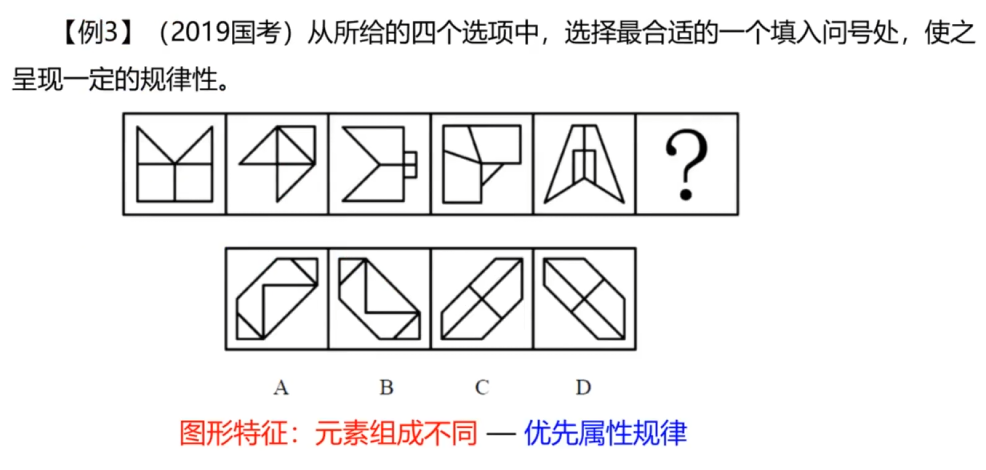 【例3】（2019国考）从所给的四个选项中，选择最合适的一个填入问号处，使之
呈现一定的规律性。
?
A B C D
图形特征：元素组成不同 — 优先属性规律